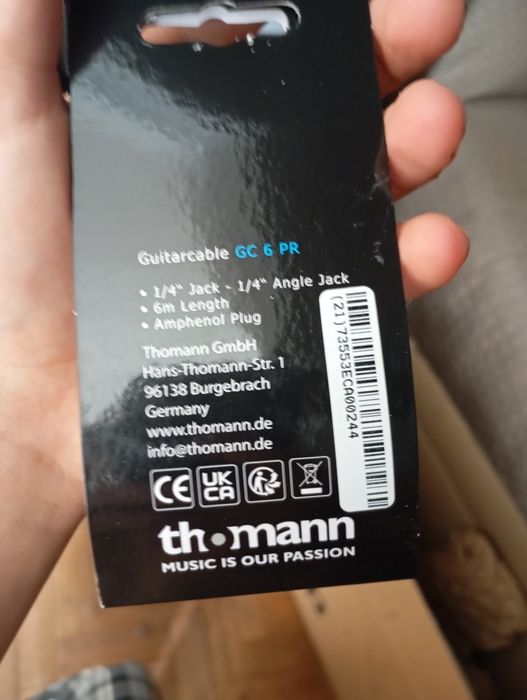 Guitarcable GC 6 PR
• 1/4" Jack - 1/4" Angle Jack
• 6m Length
• Amphenol Plug
Thomann GmbH
Hans-Thomann-Str. 1
96138 Burgebrach
Germany
www.thomann.de
info@thomann.de
(21)73553ECA00244
CE
UK
CA
th•mann
MUSIC IS OUR PASSION